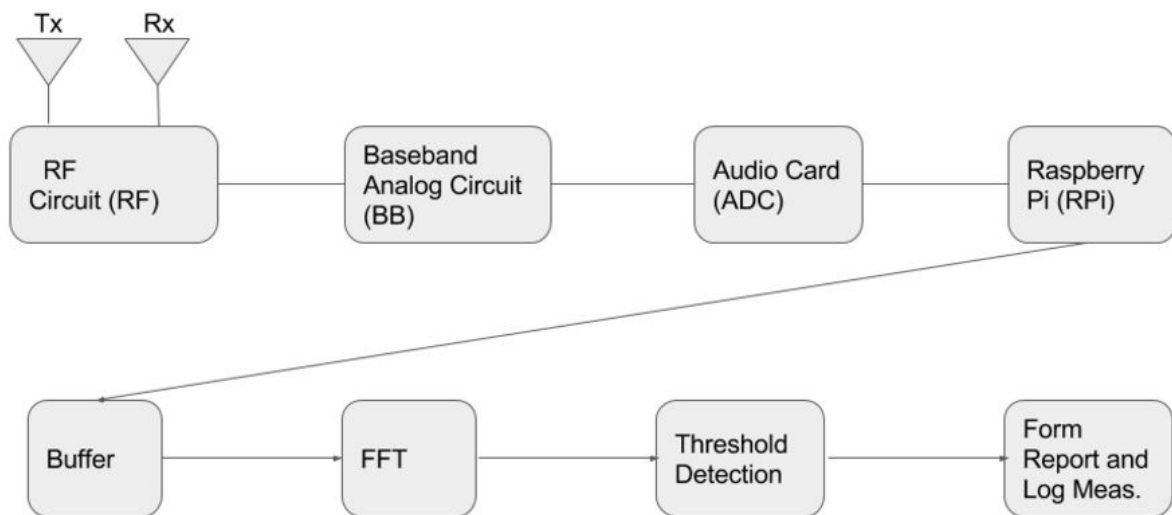 Tx
Rx
RF
Circuit (RF)
Baseband
Analog Circuit
(BB)
Audio Card
(ADC)
Raspberry
Pi (RPi)
Buffer
FFT
Threshold
Detection
Form
Report and
Log Meas.